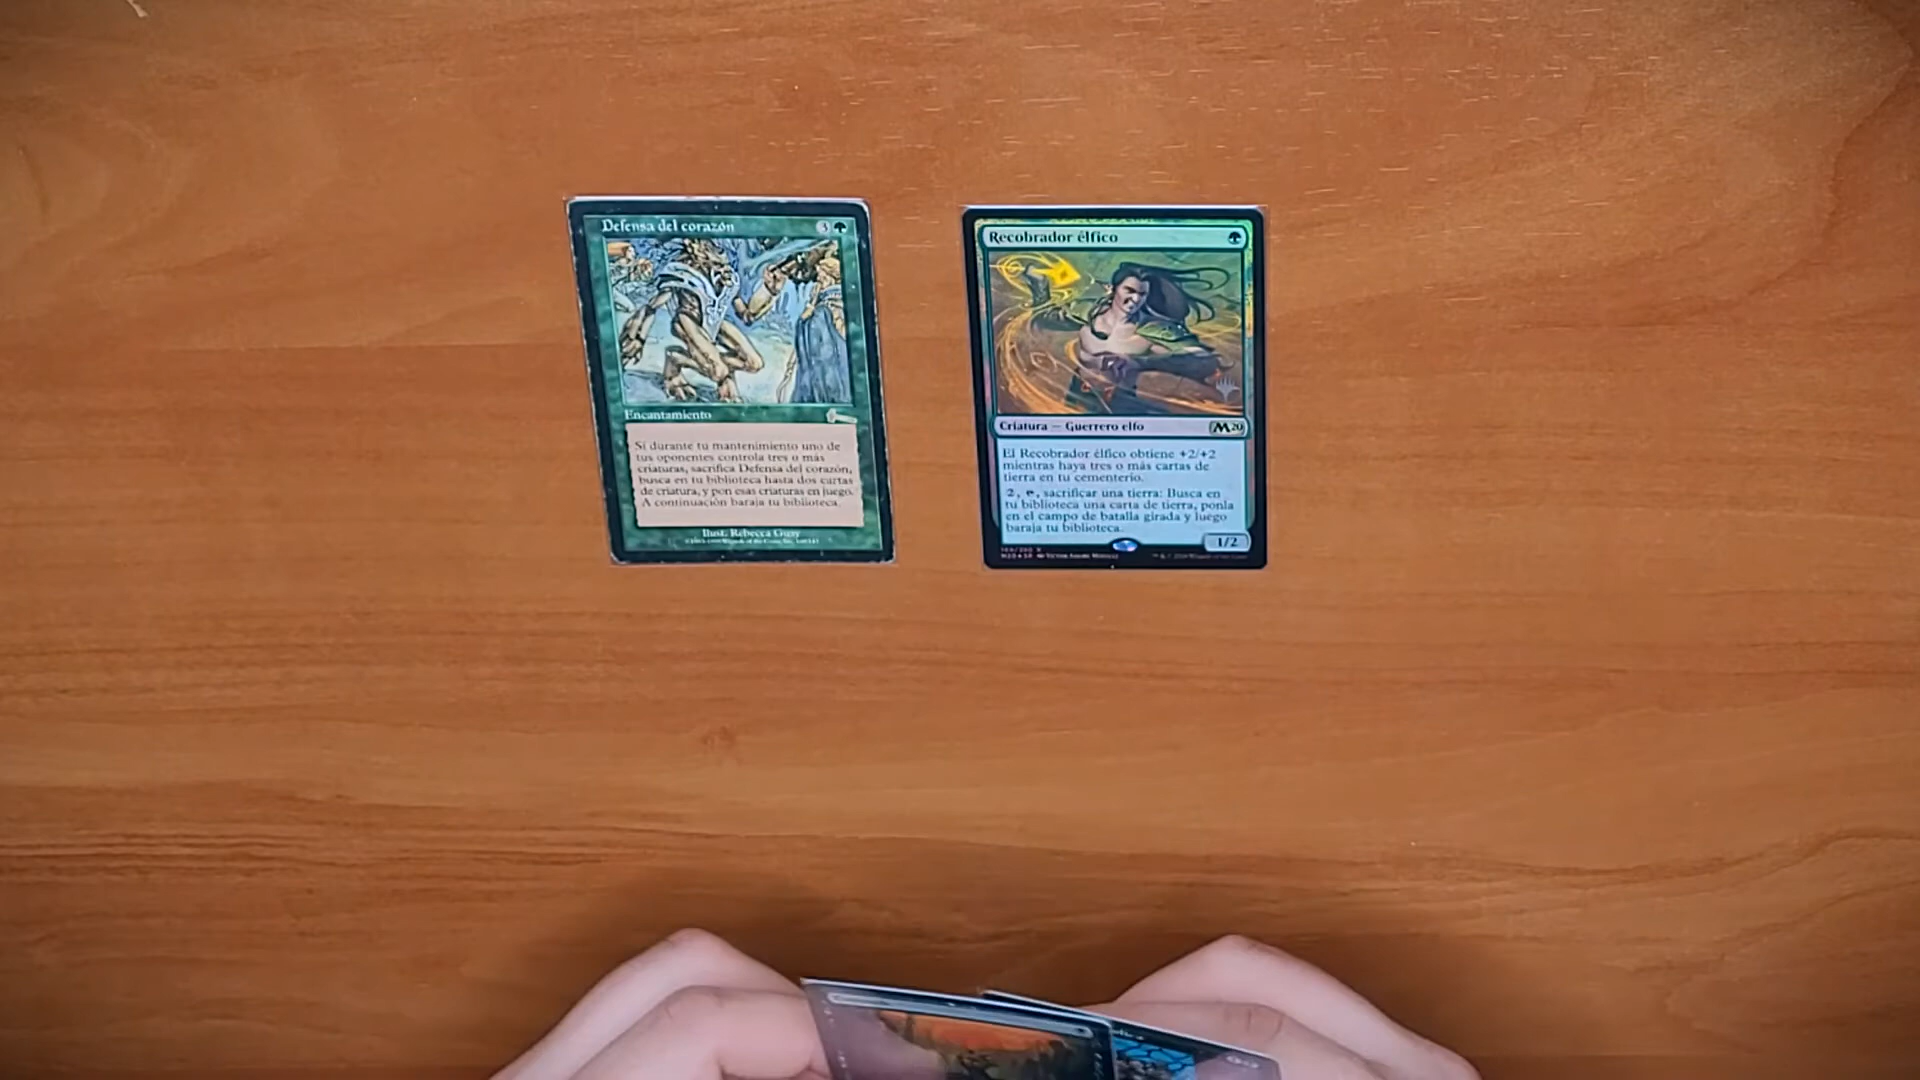 Defensa del corazón
3
Encantamiento
Si durante tu mantenimiento uno de
tus oponentes controla tres o más
criaturas, sacrifica Defensa del corazón,
busca en tu biblioteca hasta dos cartas
de criatura, y pon esas criaturas en juego.
A continuación baraja tu biblioteca.
Ilust. Rebecca Guay
Recobrador élfico
Criatura — Guerrero elfo
M20
El Recobrador élfico obtiene +2/+2
mientras haya tres o más cartas de
tierra en tu cementerio.
2, , sacrificar una tierra: Busca en
tu biblioteca una carta de tierra, ponla
en el campo de batalla girada y luego
baraja tu biblioteca.
1/2